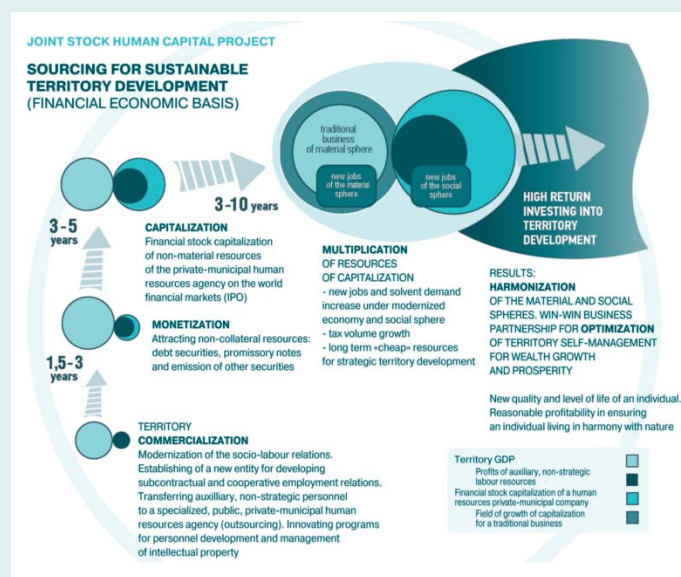 JOINT STOCK HUMAN CAPITAL PROJECT
SOURCING FOR SUSTAINABLE
TERRITORY DEVELOPMENT
(FINANCIAL ECONOMIC BASIS)
traditional
business
of material sphere
new jobs
of the material
sphere
new jobs
of the social
sphere
3-10 years
3-5
years
HIGH RETURN
INVESTING INTO
TERRITORY
DEVELOPMENT
CAPITALIZATION
Financial stock capitalization
of non-material resources
of the private-municipal human
resources agency on the world
financial markets (IPO)
MULTIPLICATION
OF RESOURCES
OF CAPITALIZATION
- new jobs and solvent demand
increase under modernized
economy and social sphere
- tax volume growth
- long term «cheap» resources
for strategic territory development
RESULTS:
HARMONIZATION
OF THE MATERIAL AND SOCIAL
SPHERES. WIN-WIN BUSINESS
PARTNERSHIP FOR OPTIMIZATION
OF TERRITORY SELF-MANAGEMENT
FOR WEALTH GROWTH
AND PROSPERITY
New quality and level of life of an individual.
Reasonable profitability in ensuring
an individual living in harmony with nature
MONETIZATION
Attracting non-collateral resources:
debt securities, promissory notes
and emission of other securities
1,5-3
years
TERRITORY
COMMERCIALIZATION
Modernization of the socio-labour relations.
Establishing of a new entity for developing
subcontractual and cooperative employment relations.
Transferring auxilliary, non-strategic personnel
to a specialized, public, private-municipal human
resources agency (outsourcing). Innovating programs
for personnel development and management
of intellectual property
Territory GDP
Profits of auxiliary, non-strategic
labour resources
Financial stock capitalization of a human
resources private-municipal company
Field of growth of capitalization
for a traditional business